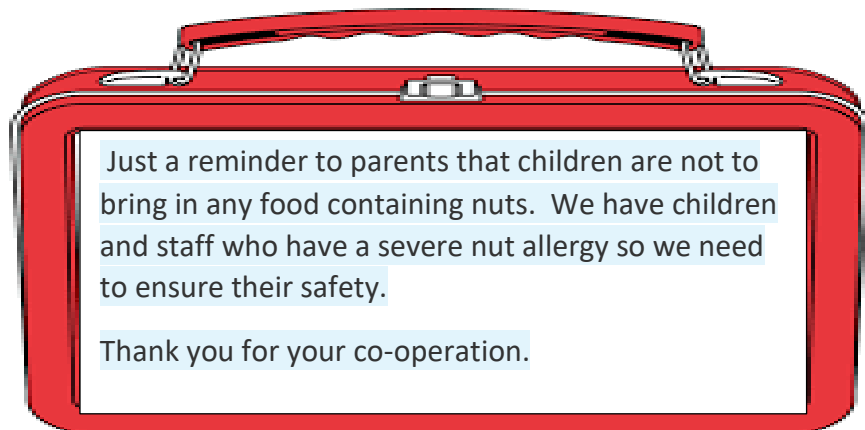 Just a reminder to parents that children are not to
bring in any food containing nuts.  We have children
and staff who have a severe nut allergy so we need
to ensure their safety.
Thank you for your co-operation.